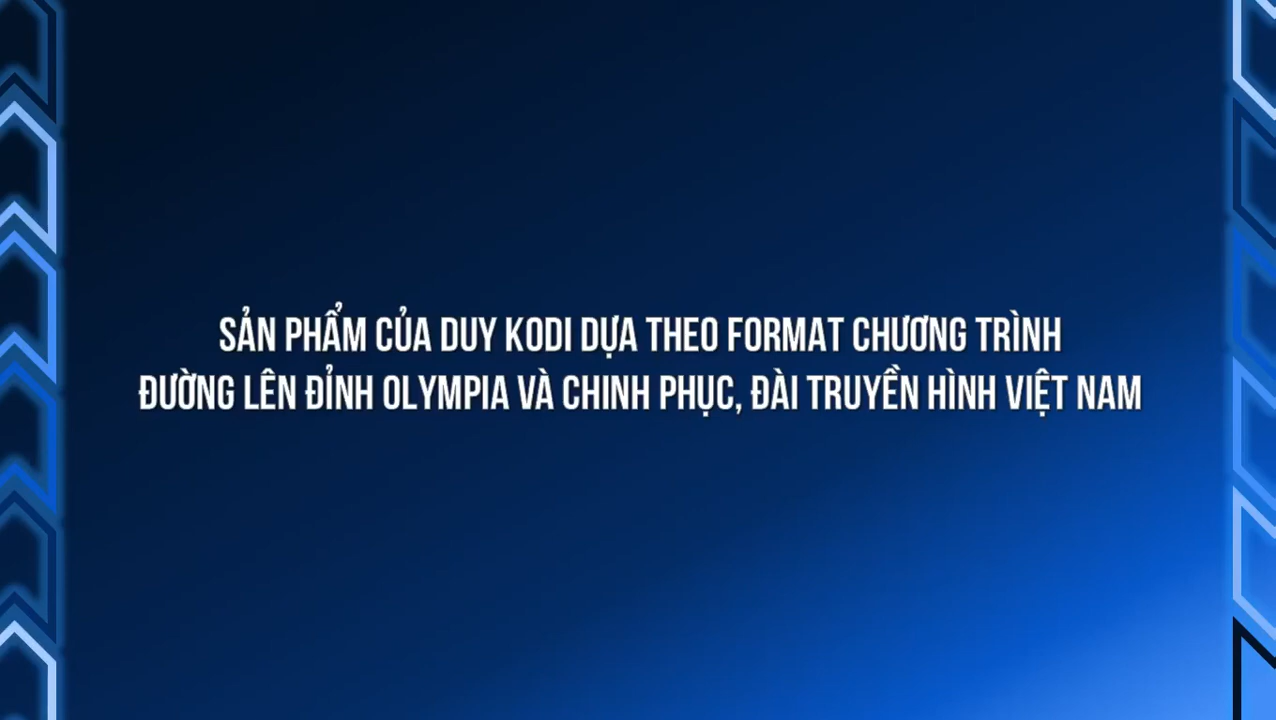 SẢN PHẨM CỦA DUY KODI DỰA THEO FORMAT CHƯƠNG TRÌNH
ĐƯỜNG LÊN ĐỈNH OLYMPIA VÀ CHINH PHỤC, ĐÀI TRUYỀN HÌNH VIỆT NAM